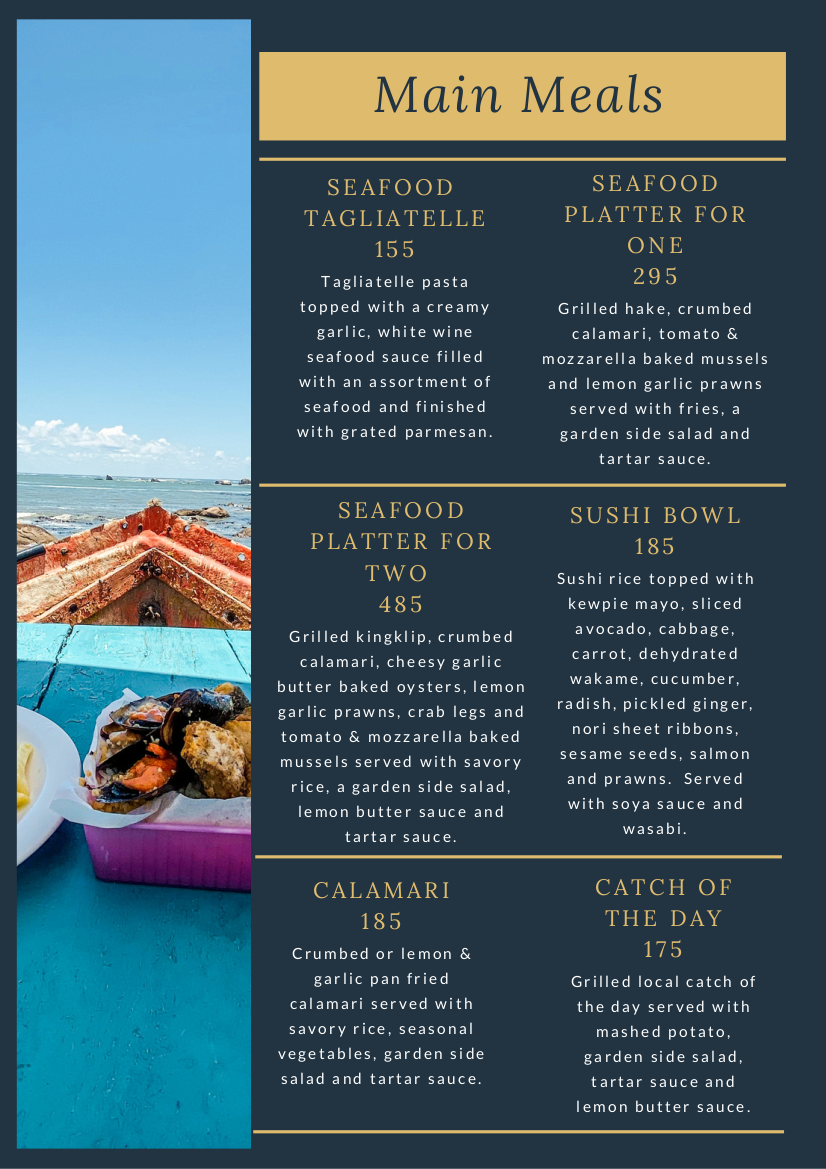 Main Meals
SEAFOOD
TAGLIATELLE
155
Tagliatelle pasta
topped with a creamy
garlic, white wine
seafood sauce filled
with an assortment of
seafood and finished
with grated parmesan.
SEAFOOD
PLATTER FOR
ONE
295
Grilled hake, crumbed
calamari, tomato &
mozzarella baked mussels
and lemon garlic prawns
served with fries, a
garden side salad and
tartar sauce.
SEAFOOD
PLATTER FOR
TWO
485
Grilled kingklip, crumbed
calamari, cheesy garlic
butter baked oysters, lemon
garlic prawns, crab legs and
tomato & mozzarella baked
mussels served with savory
rice, a garden side salad,
lemon butter sauce and
tartar sauce.
SUSHI BOWL
185
Sushi rice topped with
kewpie mayo, sliced
avocado, cabbage,
carrot, dehydrated
wakame, cucumber,
radish, pickled ginger,
nori sheet ribbons,
sesame seeds, salmon
and prawns.  Served
with soya sauce and
wasabi.
CALAMARI
185
Crumbed or lemon &
garlic pan fried
calamari served with
savory rice, seasonal
vegetables, garden side
salad and tartar sauce.
CATCH OF
THE DAY
175
Grilled local catch of
the day served with
mashed potato,
garden side salad,
tartar sauce and
lemon butter sauce.